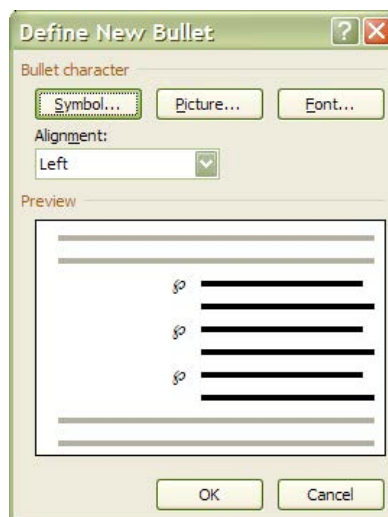 Define New Bullet
Bullet character
Symbol... Picture... Font...
Alignment:
Left
Preview
℘
℘
℘
OK Cancel